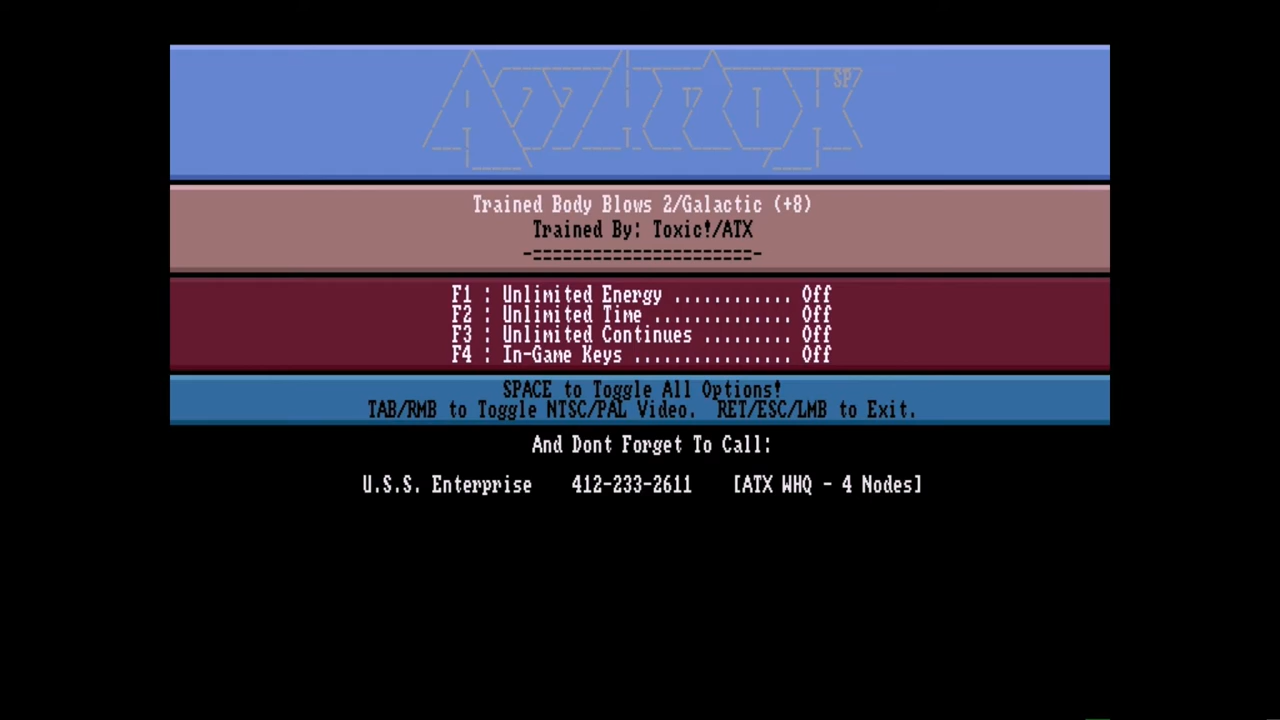 SP
Trained Body Blows 2/Galactic (+8)
Trained By: Toxic!/ATX
-======================-
F1 : Unlimited Energy ............ Off
F2 : Unlimited Time .............. Off
F3 : Unlimited Continues ......... Off
F4 : In-Game Keys ................ Off
SPACE to Toggle All Options!
TAB/RMB to Toggle NTSC/PAL Video.  RET/ESC/LMB to Exit.
And Dont Forget To Call:
U.S.S. Enterprise    412-233-2611    [ATX WHQ - 4 Nodes]